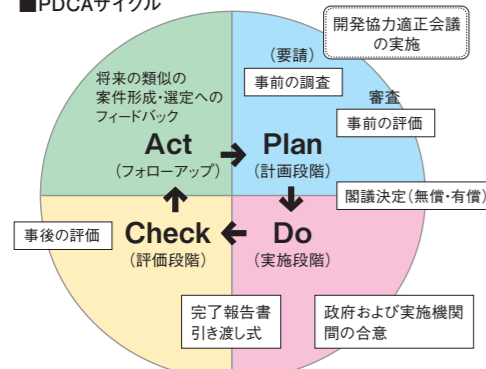 ■PDCAサイクル
開発協力適正会議
の実施
(要請)
事前の調査
審査
事前の評価
将来の類似の
案件形成・選定への
フィードバック
Act
(フォローアップ)
Plan
(計画段階)
閣議決定(無償・有償)
事後の評価
Check
(評価段階)
Do
(実施段階)
完了報告書
引き渡し式
政府および実施機関
間の合意